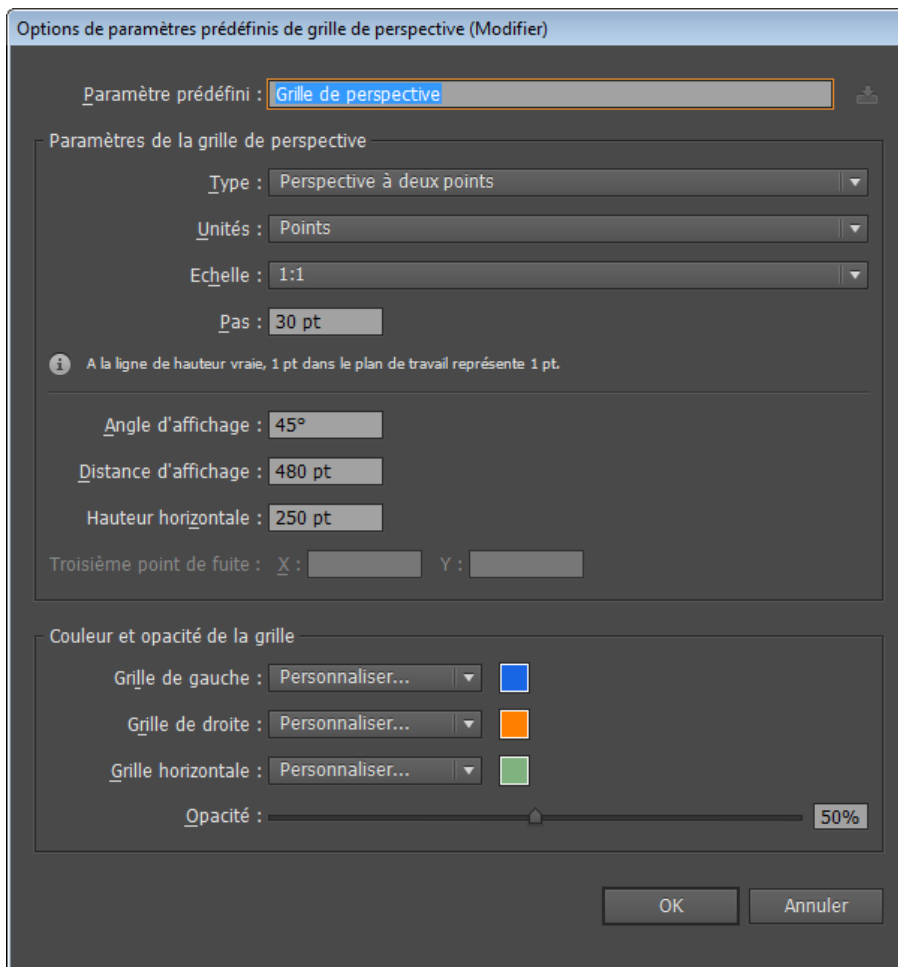 Options de paramètres prédéfinis de grille de perspective (Modifier)
Paramètre prédéfini : Grille de perspective
Paramètres de la grille de perspective
Type : Perspective à deux points
Unités : Points
Echelle : 1:1
Pas : 30 pt
A la ligne de hauteur vraie, 1 pt dans le plan de travail représente 1 pt.
Angle d'affichage : 45°
Distance d'affichage : 480 pt
Hauteur horizontale : 250 pt
Troisième point de fuite : X : Y :
Couleur et opacité de la grille
Grille de gauche : Personnaliser...
Grille de droite : Personnaliser...
Grille horizontale : Personnaliser...
Opacité : 50%
OK Annuler